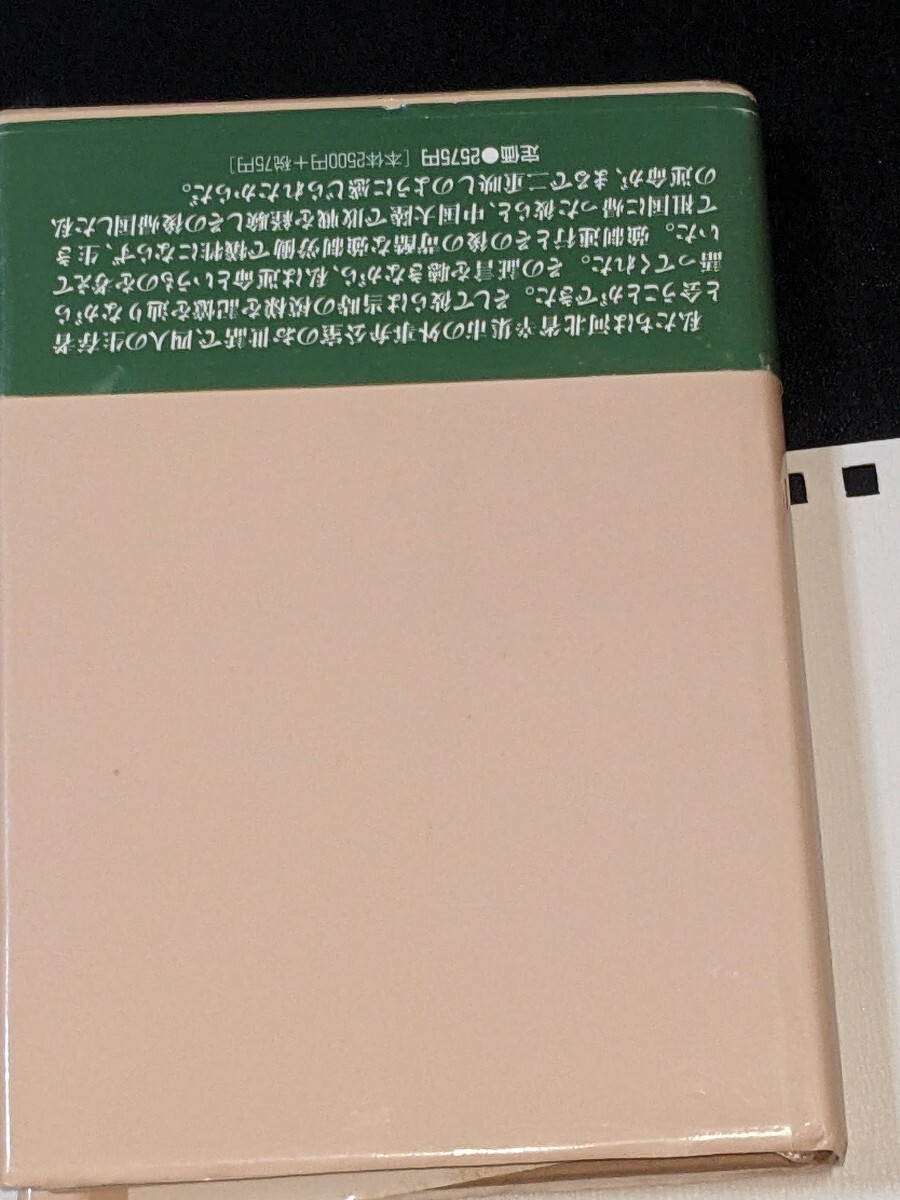 私たちは河北省辛集市の外事弁公室のお世話で、四人の生存者
と会うことができた。そして彼らは当時の模様を記憶を辿りながら
語ってくれた。その証言を聴きながら、私は運命というものを考えて
いた。強制連行とその後の苛酷な強制労働で犠牲にならず、生き
て祖国に帰った彼らと、中国大陸で敗戦を経験しその後帰国した私
の運命が、まるで二重映しのように感じられたからだ。
定価●2575円［本体2500円＋税75円］